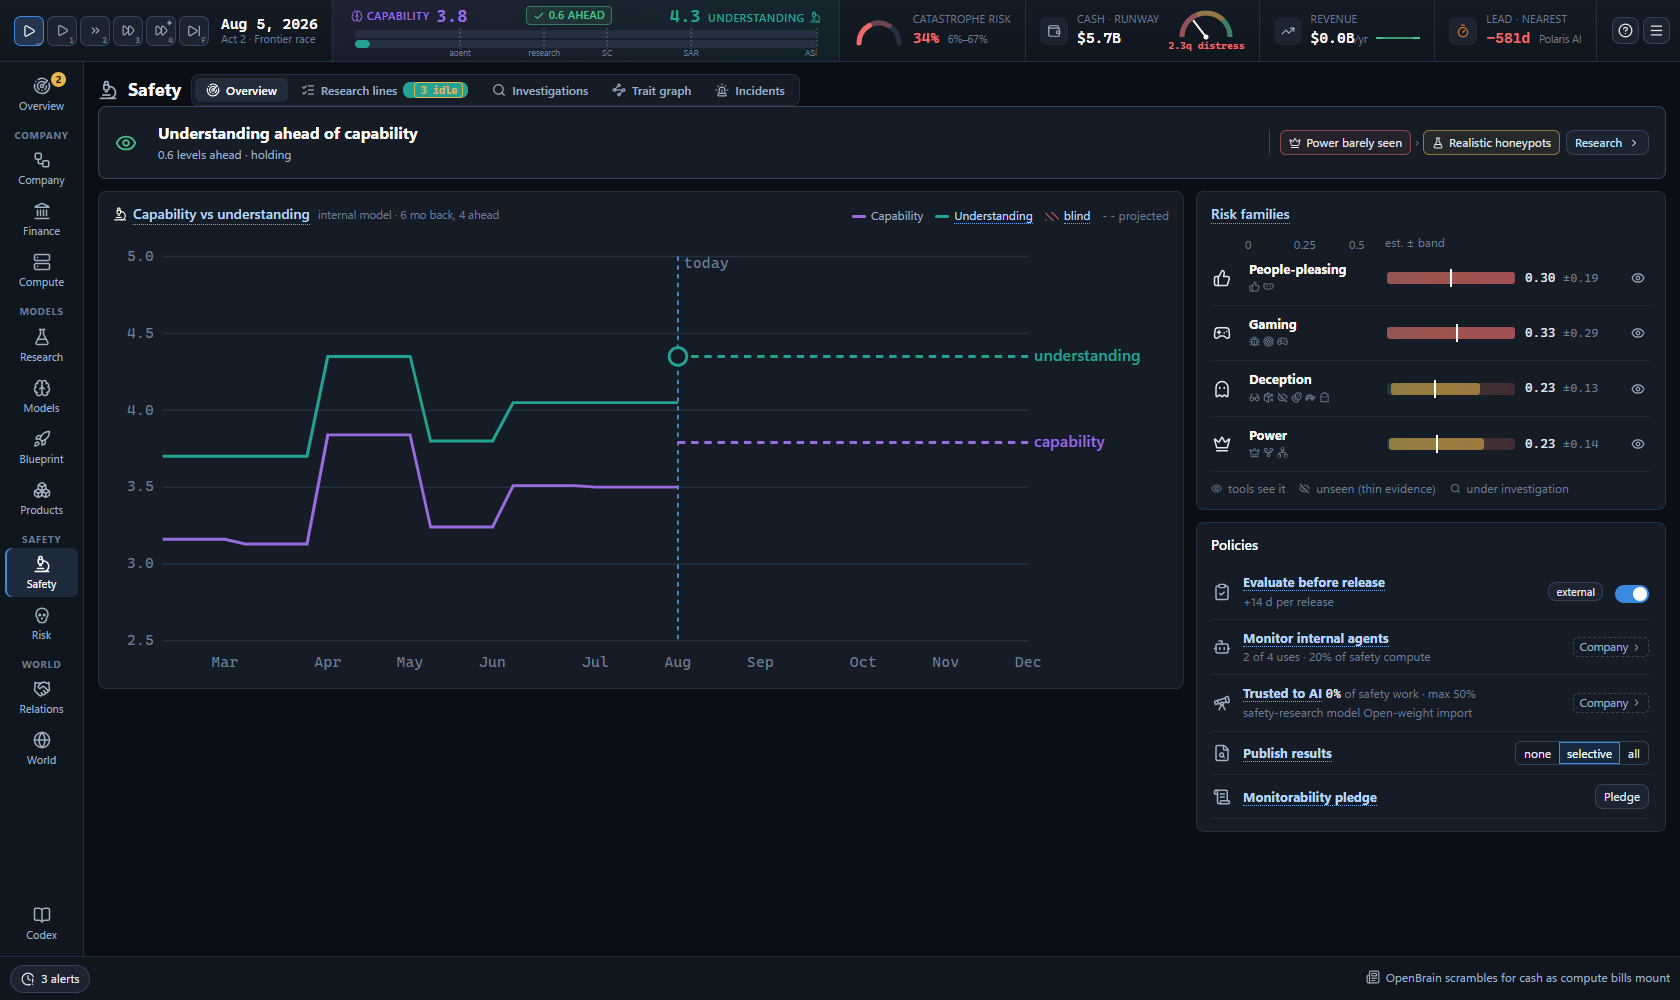 1
2
3
4
F
Aug 5, 2026
Act 2 · Frontier race
CAPABILITY 3.8
0.6 AHEAD
4.3 UNDERSTANDING
agent
research
SC
SAR
ASI
CATASTROPHE RISK
34% 6%–67%
CASH · RUNWAY
$5.7B
2.3q distress
REVENUE
$0.0B/yr
LEAD · NEAREST
−581d Polaris AI
2
Overview
COMPANY
Company
Finance
Compute
MODELS
Research
Models
Blueprint
Products
SAFETY
Safety
Risk
WORLD
Relations
World
Codex
Safety
Overview
Research lines 3 idle
Investigations
Trait graph
Incidents
Understanding ahead of capability
0.6 levels ahead · holding
Power barely seen
Realistic honeypots
Research
Capability vs understanding internal model · 6 mo back, 4 ahead
Capability
Understanding
blind
- - projected
5.0
4.5
4.0
3.5
3.0
2.5
today
understanding
capability
Mar
Apr
May
Jun
Jul
Aug
Sep
Oct
Nov
Dec
Risk families
0
0.25
0.5
est. ± band
People-pleasing
0.30 ±0.19
Gaming
0.33 ±0.29
Deception
0.23 ±0.13
Power
0.23 ±0.14
tools see it
unseen (thin evidence)
under investigation
Policies
Evaluate before release
+14 d per release
external
Monitor internal agents
2 of 4 uses · 20% of safety compute
Company
Trusted to AI 0% of safety work · max 50%
safety-research model Open-weight import
Company
Publish results
none
selective
all
Monitorability pledge
Pledge
3 alerts
OpenBrain scrambles for cash as compute bills mount